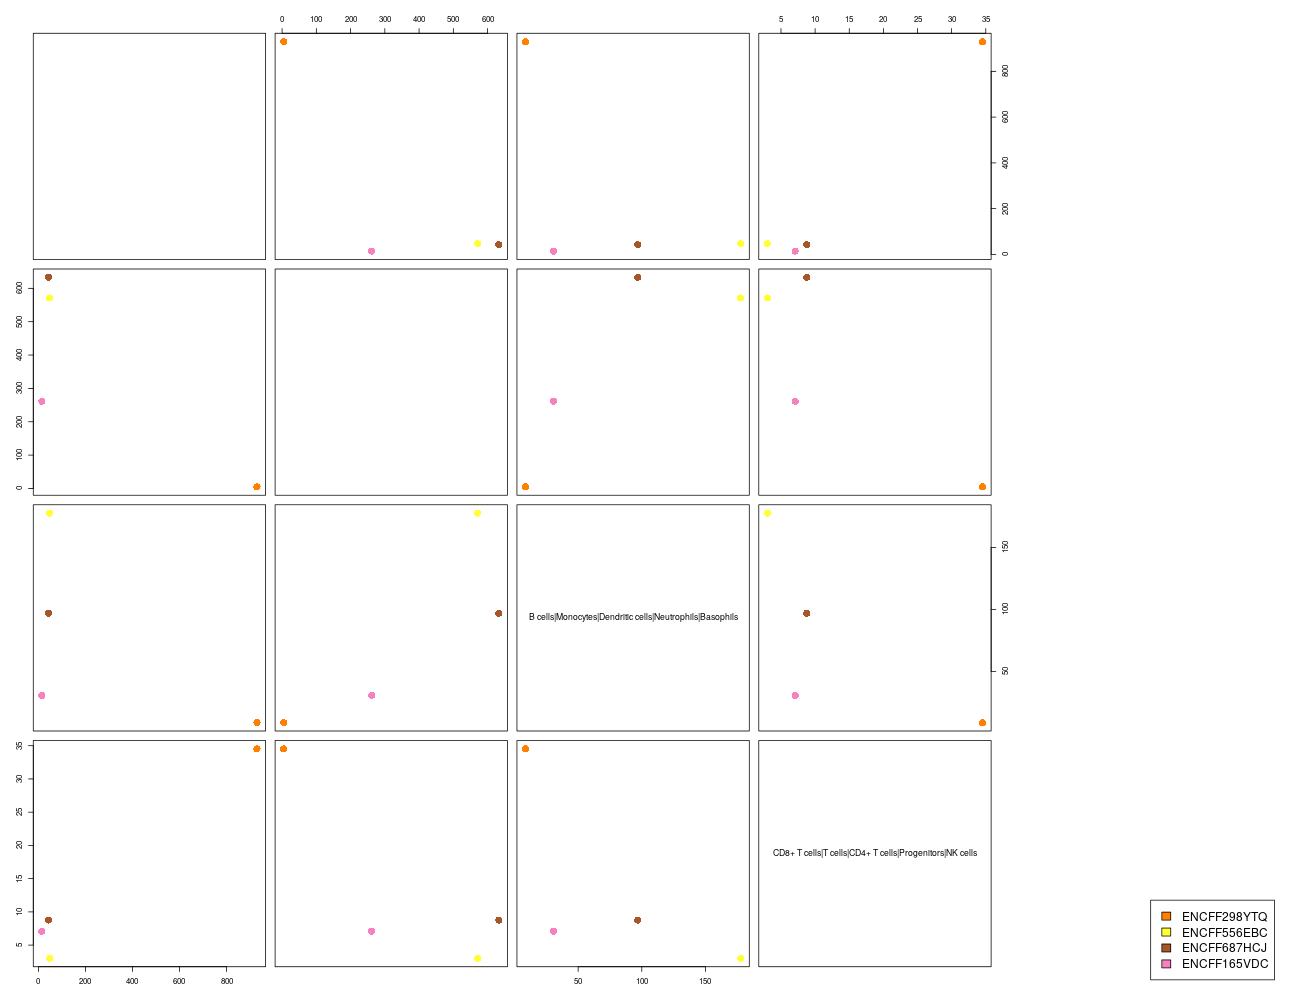 0 100 200 300 400 500 600
5 10 15 20 25 30 35
0 200 400 600 800
0 100 200 300 400 500 600
B cells|Monocytes|Dendritic cells|Neutrophils|Basophils
50 100 150
CD8+ T cells|T cells|CD4+ T cells|Progenitors|NK cells
5 10 15 20 25 30 35
0 200 400 600 800
50 100 150
ENCFF298YTQ
ENCFF556EBC
ENCFF687HCJ
ENCFF165VDC